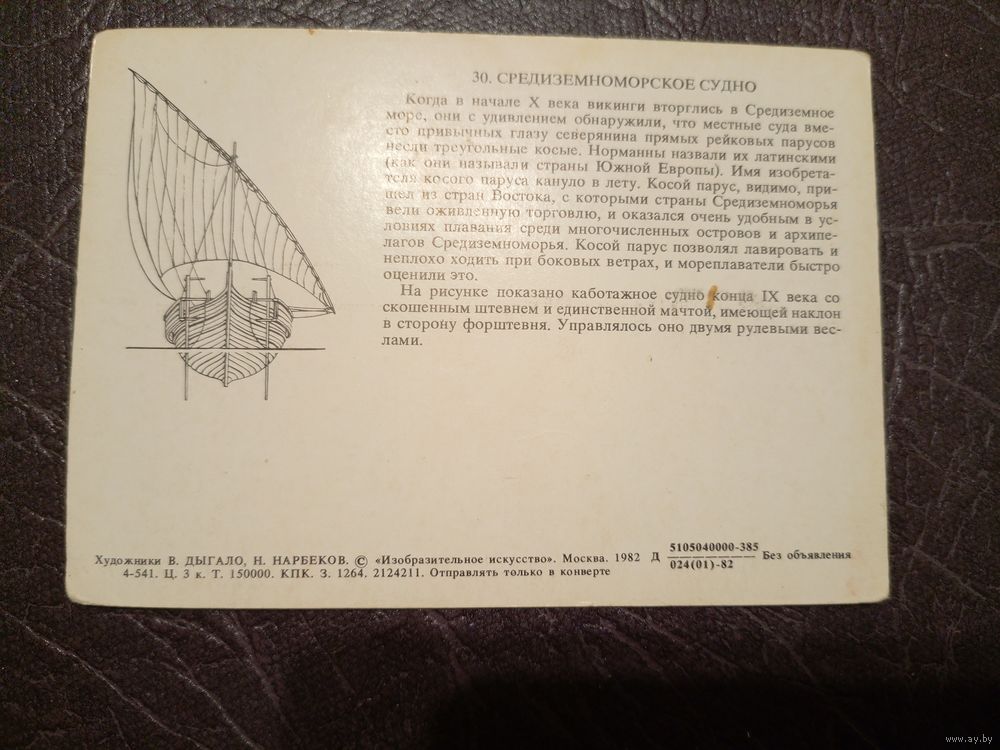 30. СРЕДИЗЕМНОМОРСКОЕ СУДНО
Когда в начале X века викинги вторглись в Средиземное
море, они с удивлением обнаружили, что местные суда вме-
сто привычных глазу северянина прямых рейковых парусов
несли треугольные косые. Норманны назвали их латинскими
(как они называли страны Южной Европы). Имя изобрета-
теля косого паруса кануло в лету. Косой парус, видимо, при-
шел из стран Востока, с которыми страны Средиземноморья
вели оживленную торговлю, и оказался очень удобным в ус-
ловиях плавания среди многочисленных островов и архипе-
лагов Средиземноморья. Косой парус позволял лавировать и
неплохо ходить при боковых ветрах, и мореплаватели быстро
оценили это.
На рисунке показано каботажное судно конца IX века со
скошенным штевнем и единственной мачтой, имеющей наклон
в сторону форштевня. Управлялось оно двумя рулевыми вес-
лами.
Художники В. ДЫГАЛО, Н. НАРБЕКОВ. © «Изобразительное искусство». Москва. 1982 Д 5105040000-385 Без объявления
024(01)-82
4-541. Ц. 3 к. Т. 150000. КПК. З. 1264. 2124211. Отправлять только в конверте
www.ay.by